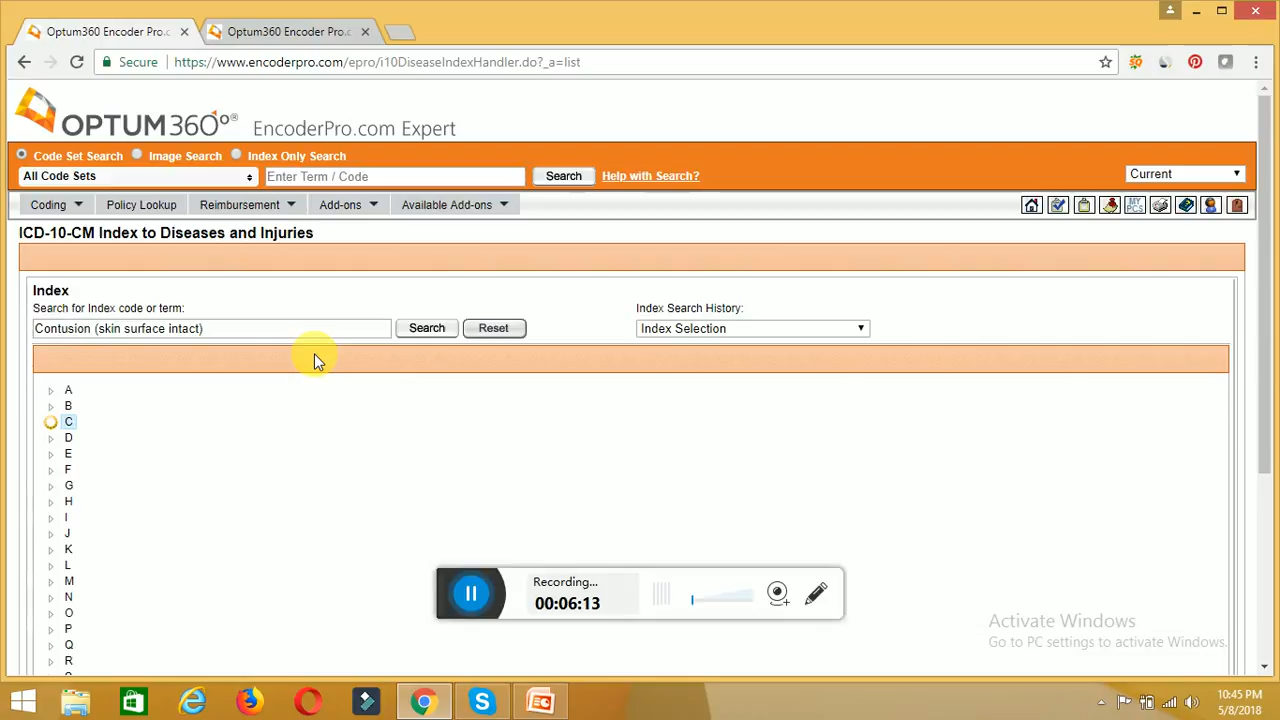 Optum360 Encoder Pro.c
Optum360 Encoder Pro.c
Secure
https://www.encoderpro.com/epro/i10DiseaseIndexHandler.do?_a=list
OPTUM360°® EncoderPro.com Expert
Code Set Search Image Search Index Only Search
All Code Sets Enter Term / Code Search Help with Search? Current
Coding Policy Lookup Reimbursement Add-ons Available Add-ons
MY PCS
ICD-10-CM Index to Diseases and Injuries
Index
Search for Index code or term: Index Search History:
Contusion (skin surface intact) Search Reset Index Selection
A
B
C
D
E
F
G
H
I
J
K
L
M
N
O
P
Q
R
Recording...
00:06:13
Activate Windows
Go to PC settings to activate Windows.
10:45 PM
5/8/2018